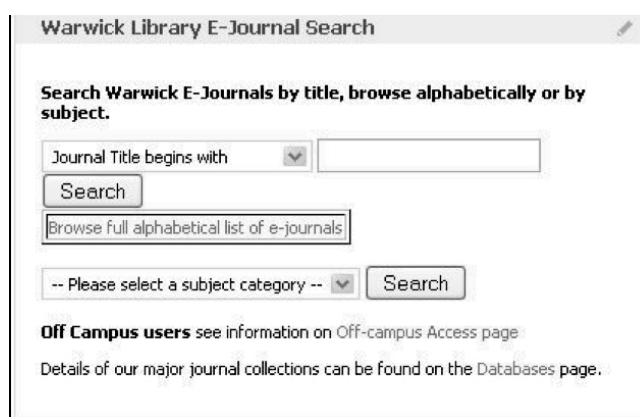 Warwick Library E-Journal Search
Search Warwick E-Journals by title, browse alphabetically or by
subject.
Journal Title begins with
Search
Browse full alphabetical list of e-journals
-- Please select a subject category -- Search
Off Campus users see information on Off-campus Access page
Details of our major journal collections can be found on the Databases page.